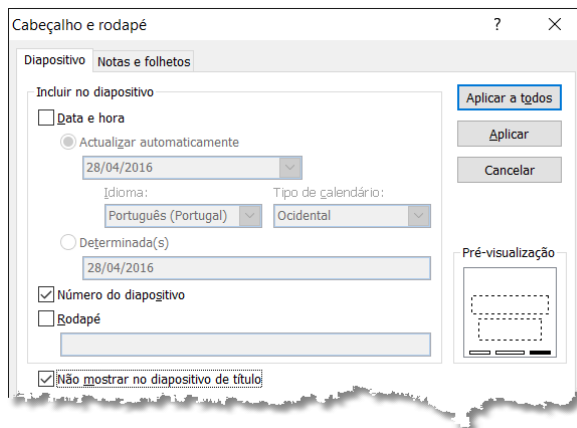 Cabeçalho e rodapé
Diapositivo
Notas e folhetos
Incluir no diapositivo
Data e hora
Actualizar automaticamente
28/04/2016
Idioma:
Tipo de calendário:
Português (Portugal)
Ocidental
Determinada(s)
28/04/2016
Número do diapositivo
Rodapé
Não mostrar no diapositivo de título
Aplicar a todos
Aplicar
Cancelar
Pré-visualização